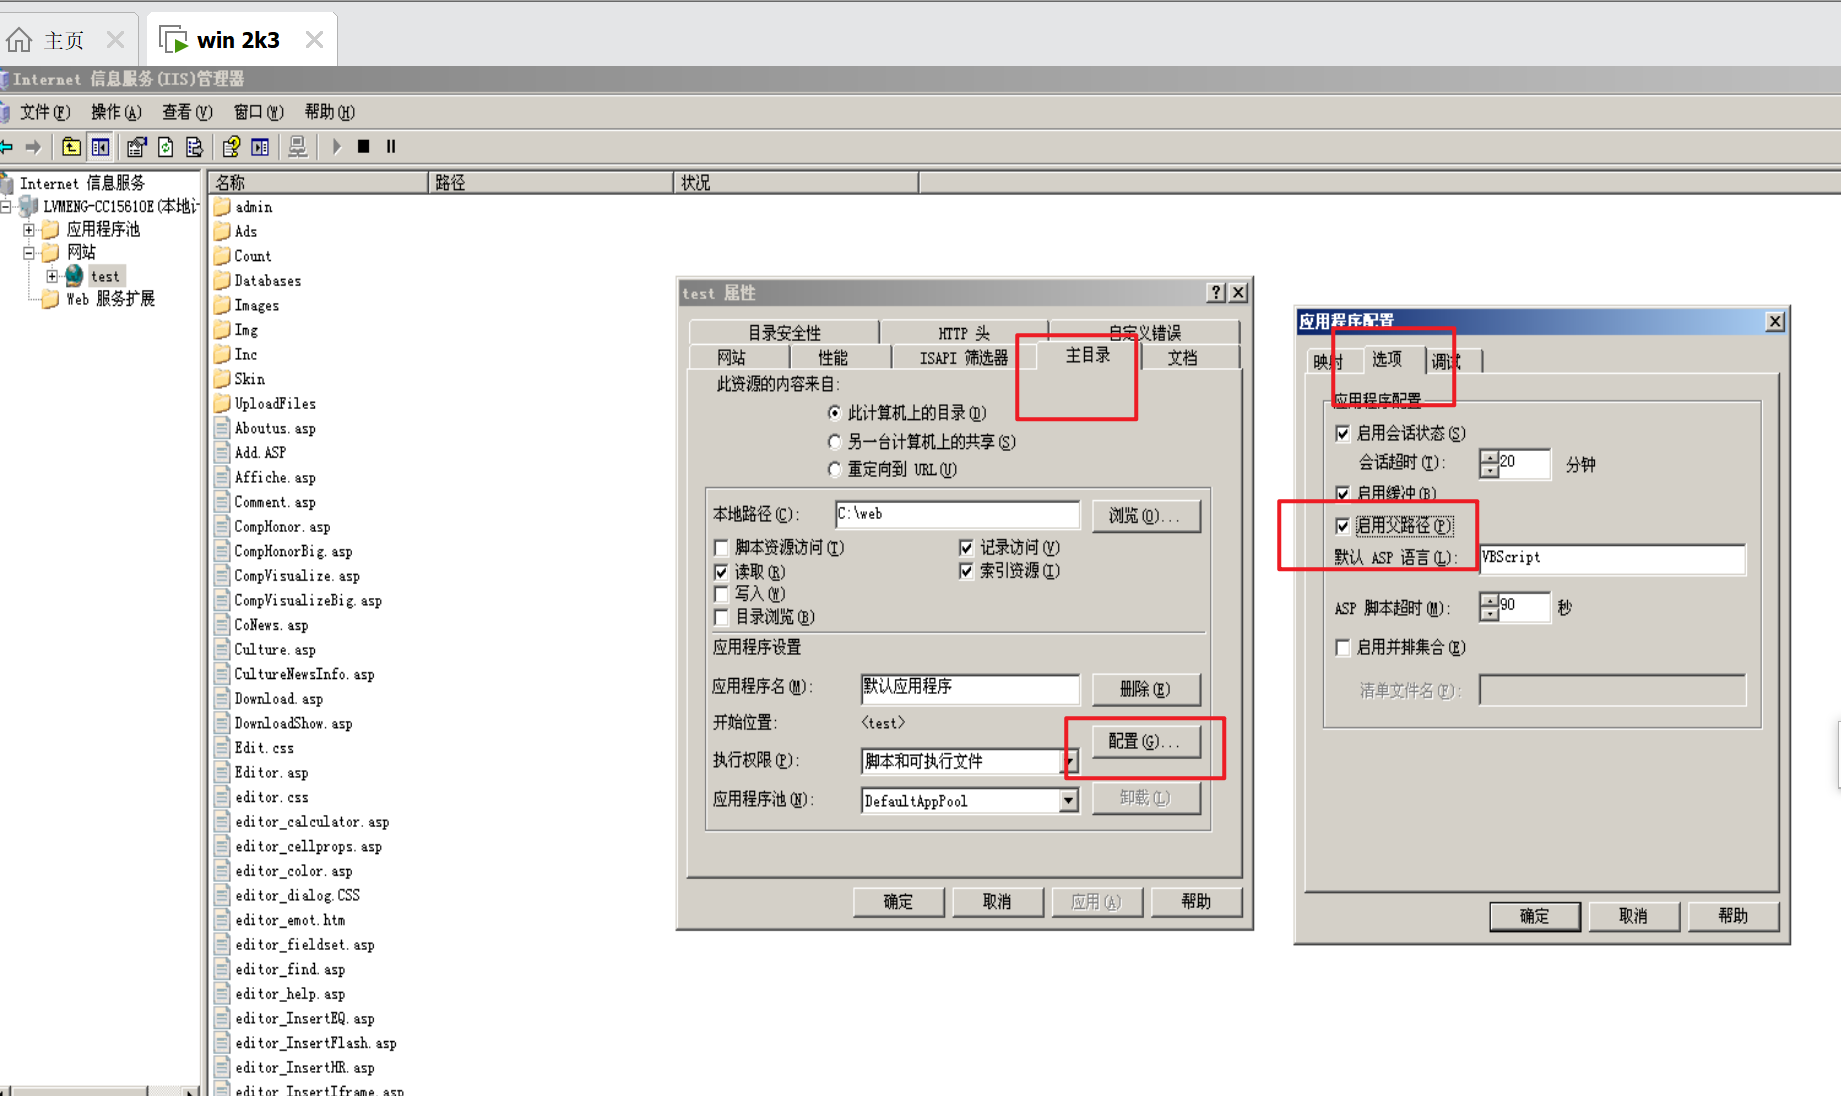 主页
win 2k3
Internet 信息服务(IIS)管理器
文件(F) 操作(A) 查看(V) 窗口(W) 帮助(H)
Internet 信息服务
LVMENG-CC15610E(本地计
应用程序池
网站
test
Web 服务扩展
名称 路径 状况
admin
Ads
Count
Databases
Images
Img
Inc
Skin
UploadFiles
Aboutus.asp
Add.ASP
Affiche.asp
Comment.asp
CompHonor.asp
CompHonorBig.asp
CompVisualize.asp
CompVisualizeBig.asp
CoNews.asp
Culture.asp
CultureNewsInfo.asp
Download.asp
DownloadShow.asp
Edit.css
Editor.asp
editor.css
editor_calculator.asp
editor_cellprops.asp
editor_color.asp
editor_dialog.CSS
editor_emot.htm
editor_fieldset.asp
editor_find.asp
editor_help.asp
editor_InsertEQ.asp
editor_InsertFlash.asp
editor_InsertHR.asp
editor_InsertIframe.asp
test 属性
目录安全性 HTTP 头 自定义错误
网站 性能 ISAPI 筛选器 主目录 文档
此资源的内容来自:
此计算机上的目录(D)
另一台计算机上的共享(S)
重定向到 URL(U)
本地路径(C): C:\web 浏览(O)...
脚本资源访问(T) 记录访问(V)
读取(R) 索引资源(I)
写入(W)
目录浏览(B)
应用程序设置
应用程序名(M): 默认应用程序 删除(E)
开始位置: <test>
配置(G)...
执行权限(P): 脚本和可执行文件
应用程序池(N): DefaultAppPool 卸载(L)
确定 取消 应用(A) 帮助
应用程序配置
映射 选项 调试
应用程序配置
启用会话状态(S)
会话超时(T): 20 分钟
启用缓冲(B)
启用父路径(P)
默认 ASP 语言(L): VBScript
ASP 脚本超时(M): 90 秒
启用并排集合(E)
清单文件名(F):
确定 取消 帮助